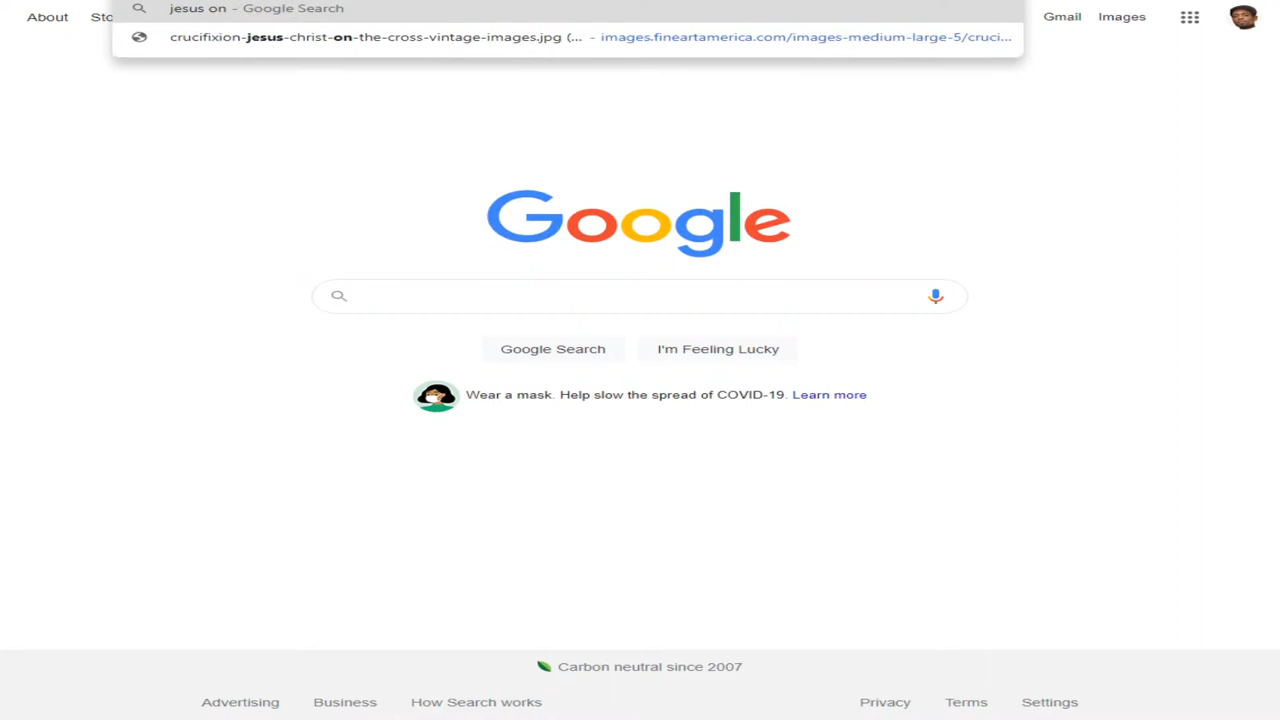 jesus on - Google Search
About Sto Gmail Images
crucifixion-jesus-christ-on-the-cross-vintage-images.jpg (... - images.fineartamerica.com/images-medium-large-5/cruci...
Google
Google Search I'm Feeling Lucky
Wear a mask. Help slow the spread of COVID-19. Learn more
Carbon neutral since 2007
Advertising Business How Search works Privacy Terms Settings